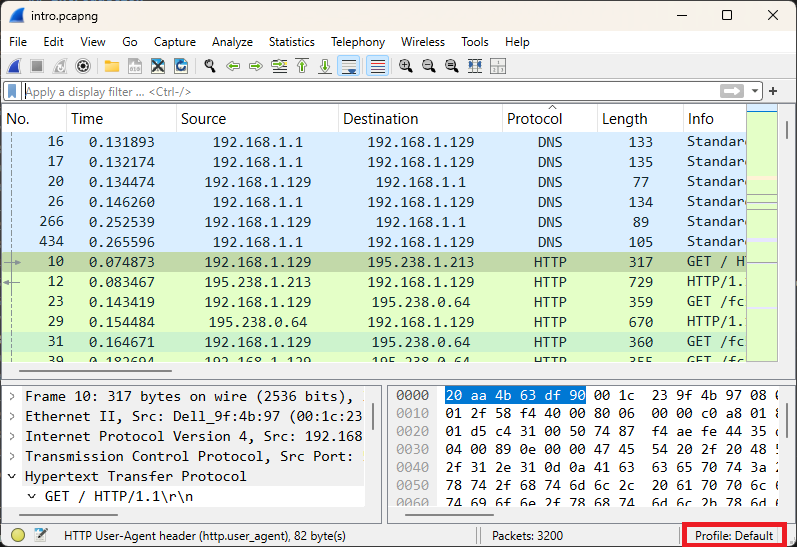 intro.pcapng
File Edit View Go Capture Analyze Statistics Telephony Wireless Tools Help
Apply a display filter ... <Ctrl-/>
No. Time Source Destination Protocol Length Info
16 0.131893 192.168.1.1 192.168.1.129 DNS 133 Standar
17 0.132174 192.168.1.1 192.168.1.129 DNS 135 Standar
20 0.134474 192.168.1.129 192.168.1.1 DNS 77 Standar
26 0.146260 192.168.1.1 192.168.1.129 DNS 134 Standar
266 0.252539 192.168.1.129 192.168.1.1 DNS 89 Standar
434 0.265596 192.168.1.1 192.168.1.129 DNS 105 Standar
10 0.074873 192.168.1.129 195.238.1.213 HTTP 317 GET / H
12 0.083467 195.238.1.213 192.168.1.129 HTTP 729 HTTP/1.
23 0.143419 192.168.1.129 195.238.0.64 HTTP 359 GET /fc
29 0.154484 195.238.0.64 192.168.1.129 HTTP 670 HTTP/1.
31 0.164671 192.168.1.129 195.238.0.64 HTTP 360 GET /fc
39 0.182694 192.168.1.129 195.238.0.64 HTTP 355 GET /fc
Frame 10: 317 bytes on wire (2536 bits),
Ethernet II, Src: Dell_9f:4b:97 (00:1c:23
Internet Protocol Version 4, Src: 192.168
Transmission Control Protocol, Src Port:
Hypertext Transfer Protocol
GET / HTTP/1.1\r\n
0000 20 aa 4b 63 df 90 00 1c 23 9f 4b 97 08
0010 01 2f 58 f4 40 00 80 06 00 00 c0 a8 01
0020 01 d5 c4 31 00 50 74 87 f4 ae fe 44 35
0030 04 00 89 0e 00 00 47 45 54 20 2f 20 48
0040 2f 31 2e 31 0d 0a 41 63 63 65 70 74 3a
0050 78 74 2f 68 74 6d 6c 2c 20 61 70 70 6c
0060 74 69 6f 6e 2f 78 68 74 6d 6c 2b 78 6d
HTTP User-Agent header (http.user_agent), 82 byte(s) Packets: 3200 Profile: Default